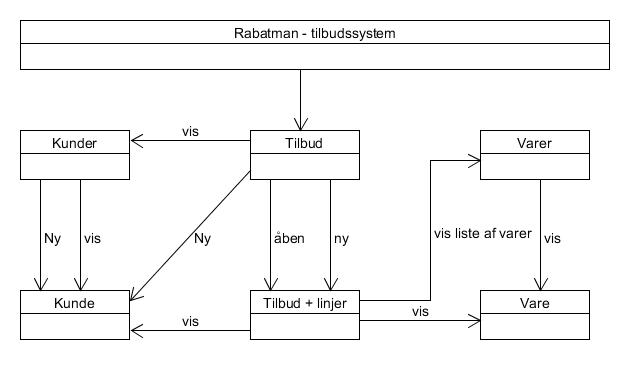 Rabatman - tilbudssystem
vis
Kunder
Tilbud
Varer
Ny
vis
Ny
åben
ny
vis liste af varer
vis
Kunde
vis
Tilbud + linjer
vis
Vare